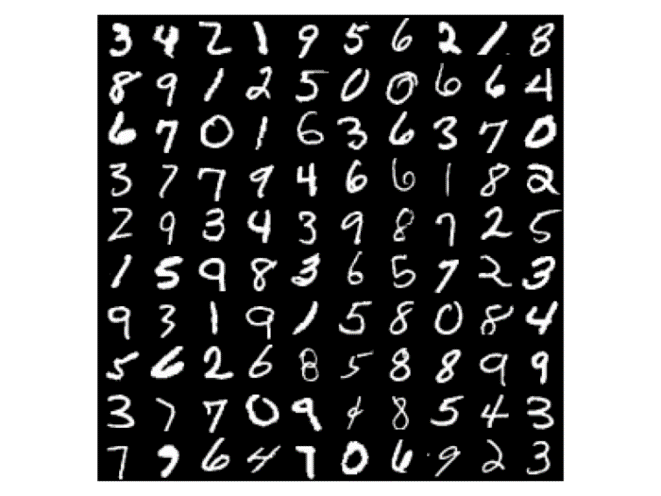 3 4 2 1 9 5 6 2 1 8
8 9 1 2 5 0 0 6 6 4
6 7 0 1 6 3 6 3 7 0
3 7 7 9 4 6 6 1 8 2
2 9 3 4 3 9 8 7 2 5
1 5 9 8 3 6 5 7 2 3
9 3 1 9 1 5 8 0 8 4
5 6 2 6 8 5 8 8 9 9
3 7 7 0 9 4 8 5 4 3
7 9 6 4 7 0 6 9 2 3